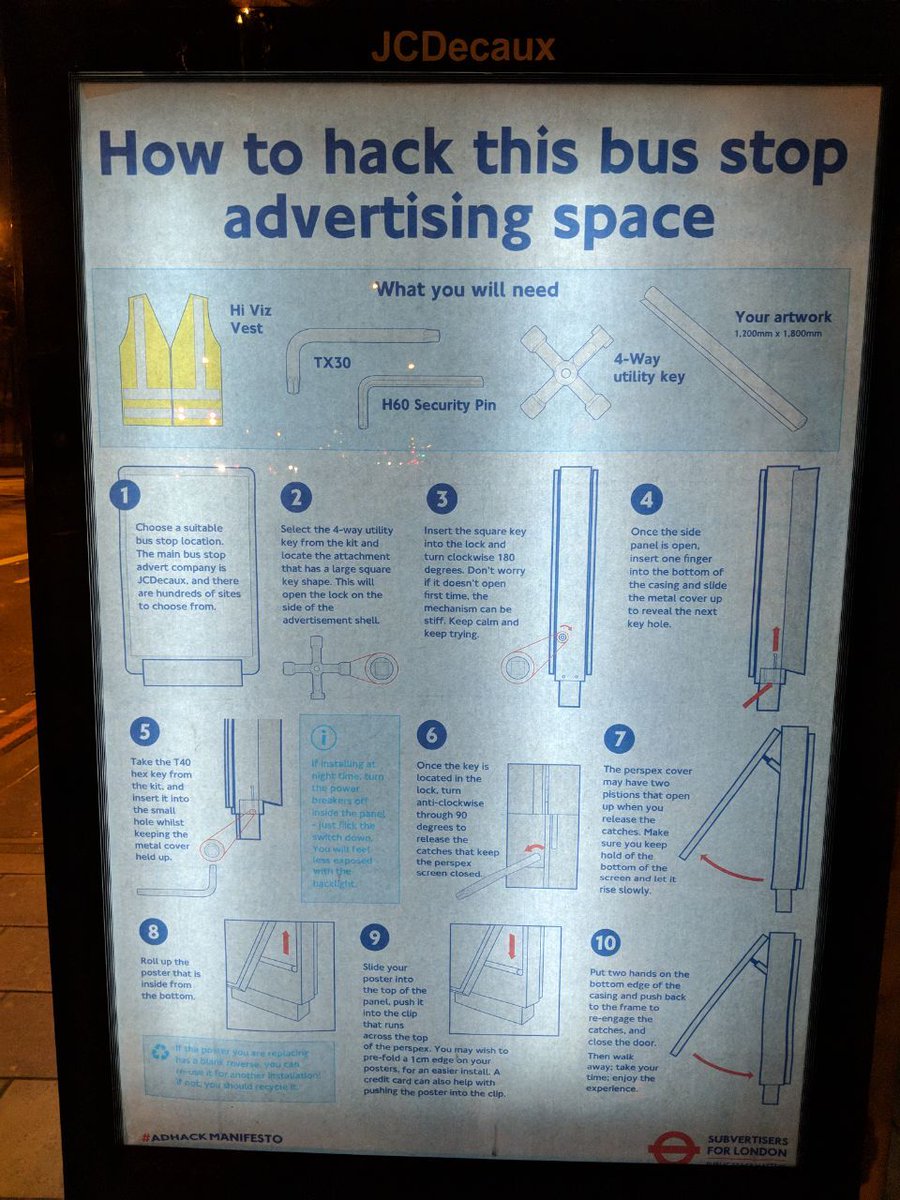 JCDecaux
How to hack this bus stop
advertising space
What you will need
Hi Viz
Vest
TX30
H60 Security Pin
4-Way
utility key
Your artwork
1,200mm x 1,800mm
1
Choose a suitable
bus stop location.
The main bus stop
advert company is
JCDecaux, and there
are hundreds of sites
to choose from.
2
Select the 4-way utility
key from the kit and
locate the attachment
that has a large square
key shape. This will
open the lock on the
side of the
advertisement shell.
3
Insert the square key
into the lock and
turn clockwise 180
degrees. Don't worry
if it doesn't open
first time, the
mechanism can be
stiff. Keep calm and
keep trying.
4
Once the side
panel is open,
insert one finger
into the bottom of
the casing and slide
the metal cover up
to reveal the next
key hole.
5
Take the T40
hex key from
the kit, and
insert it into
the small
hole whilst
keeping the
metal cover
held up.
i
If installing at
night time, turn
the power
breakers off
inside the panel
- just flick the
switch down.
You will feel
less exposed
with the
backlight.
6
Once the key is
located in the
lock, turn
anti-clockwise
through 90
degrees to
release the
catches that keep
the perspex
screen closed.
7
The perspex cover
may have two
pistions that open
up when you
release the
catches. Make
sure you keep
hold of the
bottom of the
screen and let it
rise slowly.
8
Roll up the
poster that is
inside from
the bottom.
If the poster you are replacing
has a blank reverse, you can
re-use it for another installation;
if not, you should recycle it.
9
Slide your
poster into
the top of the
panel, push it
into the clip
that runs
across the top
of the perspex. You may wish to
pre-fold a 1cm edge on your
posters, for an easier install. A
credit card can also help with
pushing the poster into the clip.
10
Put two hands on the
bottom edge of the
casing and push back
to the frame to
re-engage the
catches, and
close the door.
Then walk
away; take your
time; enjoy the
experience.
#ADHACKMANIFESTO
SUBVERTISERS
FOR LONDON